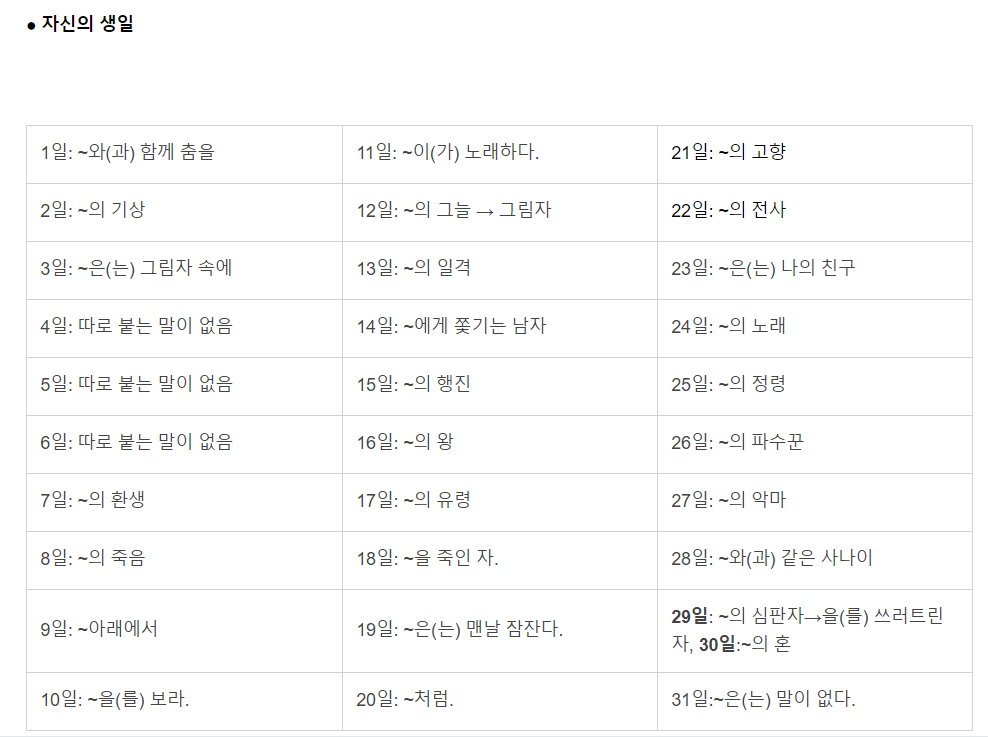 ● 자신의 생일
1일: ~와(과) 함께 춤을
11일: ~이(가) 노래하다.
21일: ~의 고향
2일: ~의 기상
12일: ~의 그늘 → 그림자
22일: ~의 전사
3일: ~은(는) 그림자 속에
13일: ~의 일격
23일: ~은(는) 나의 친구
4일: 따로 붙는 말이 없음
14일: ~에게 쫓기는 남자
24일: ~의 노래
5일: 따로 붙는 말이 없음
15일: ~의 행진
25일: ~의 정령
6일: 따로 붙는 말이 없음
16일: ~의 왕
26일: ~의 파수꾼
7일: ~의 환생
17일: ~의 유령
27일: ~의 악마
8일: ~의 죽음
18일: ~을 죽인 자.
28일: ~와(과) 같은 사나이
9일: ~아래에서
19일: ~은(는) 맨날 잠잔다.
29일: ~의 심판자→을(를) 쓰러트린
자, 30일:~의 혼
10일: ~을(를) 보라.
20일: ~처럼.
31일:~은(는) 말이 없다.